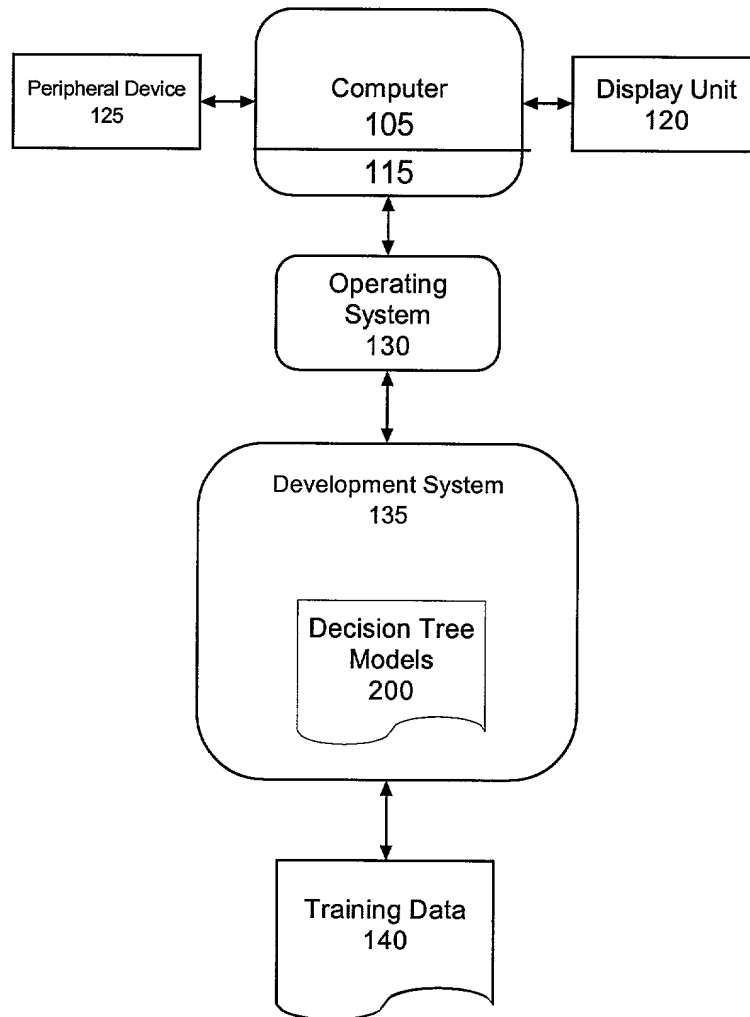 Peripheral Device
125
Computer
105
115
Display Unit
120
Operating
System
130
Development System
135
Decision Tree
Models
200
Training Data
140